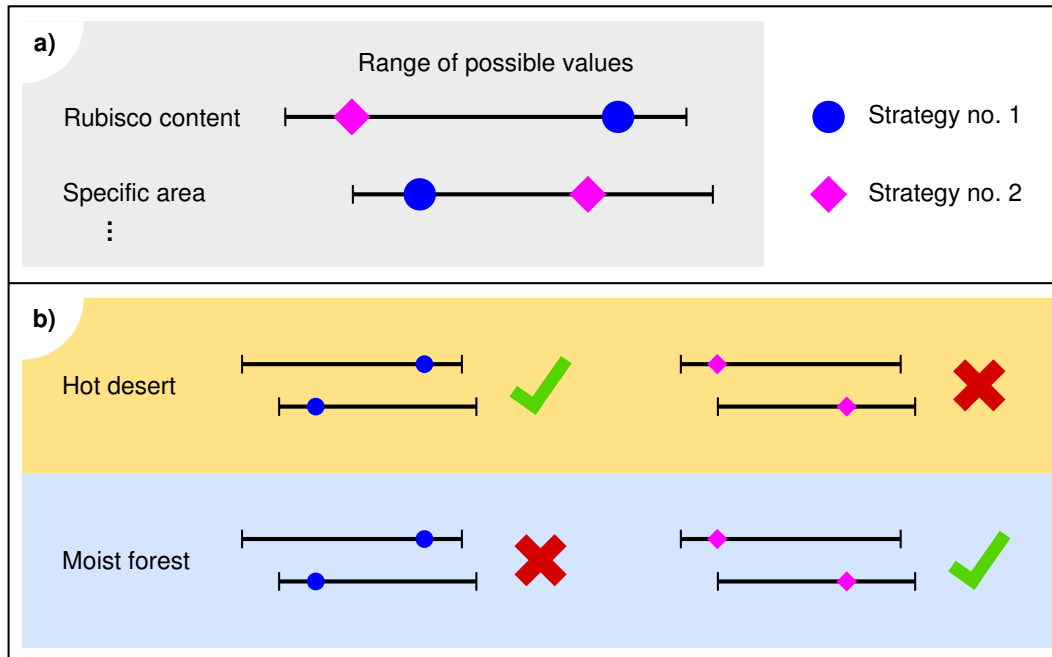 a)
Range of possible values
Rubisco content
Specific area
⋮
Strategy no. 1
Strategy no. 2
b)
Hot desert
Moist forest